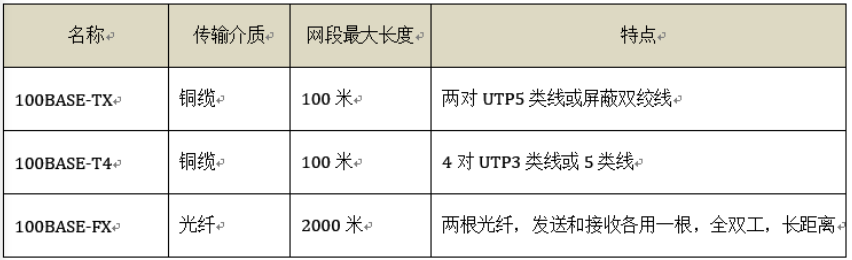 名称 传输介质 网段最大长度 特点
100BASE-TX 铜缆 100 米 两对 UTP5 类线或屏蔽双绞线
100BASE-T4 铜缆 100 米 4 对 UTP3 类线或 5 类线
100BASE-FX 光纤 2000 米 两根光纤，发送和接收各用一根，全双工，长距离